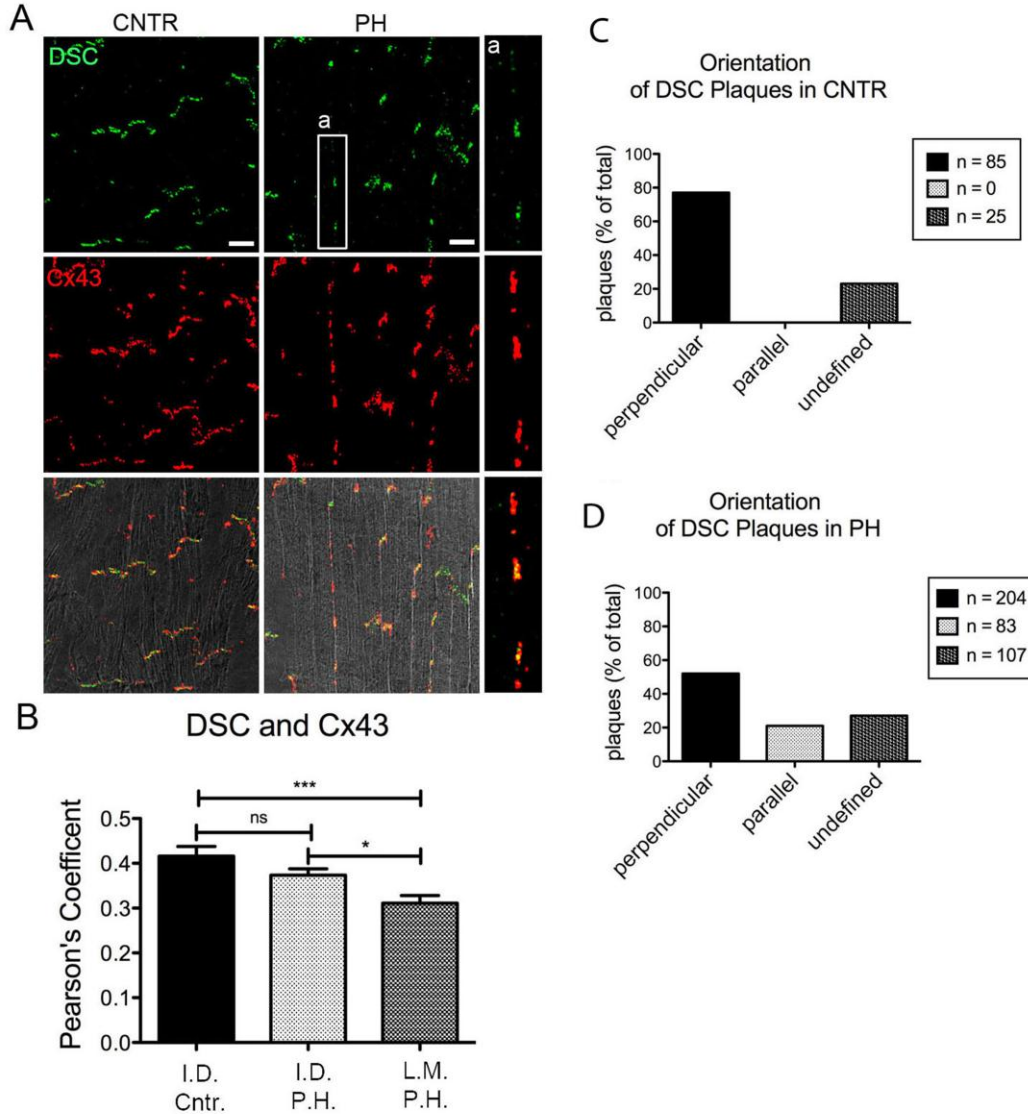 A
CNTR
PH
DSC
a
a
Cx43
B
DSC and Cx43
Pearson's Coefficent
0.5
0.4
0.3
0.2
0.1
0.0
***
ns
*
I.D.
Cntr.
I.D.
P.H.
L.M.
P.H.
C
Orientation
of DSC Plaques in CNTR
plaques (% of total)
100
80
60
40
20
0
perpendicular
parallel
undefined
n = 85
n = 0
n = 25
D
Orientation
of DSC Plaques in PH
plaques (% of total)
100
80
60
40
20
0
perpendicular
parallel
undefined
n = 204
n = 83
n = 107